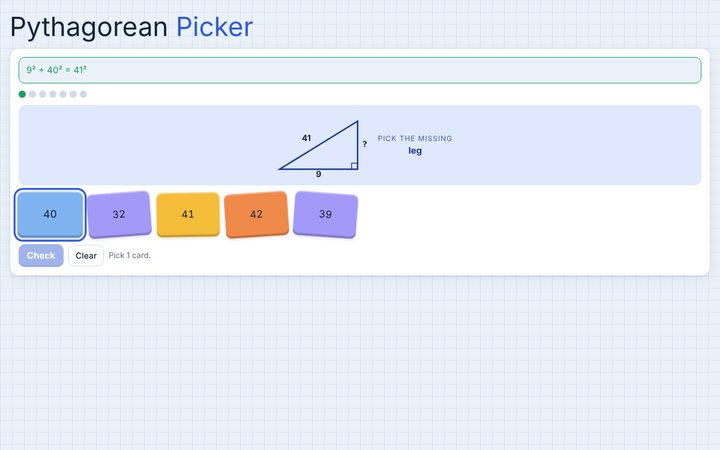 Pythagorean Picker
9² + 40² = 41²
41
?
9
PICK THE MISSING
leg
40
32
41
42
39
Check
Clear
Pick 1 card.